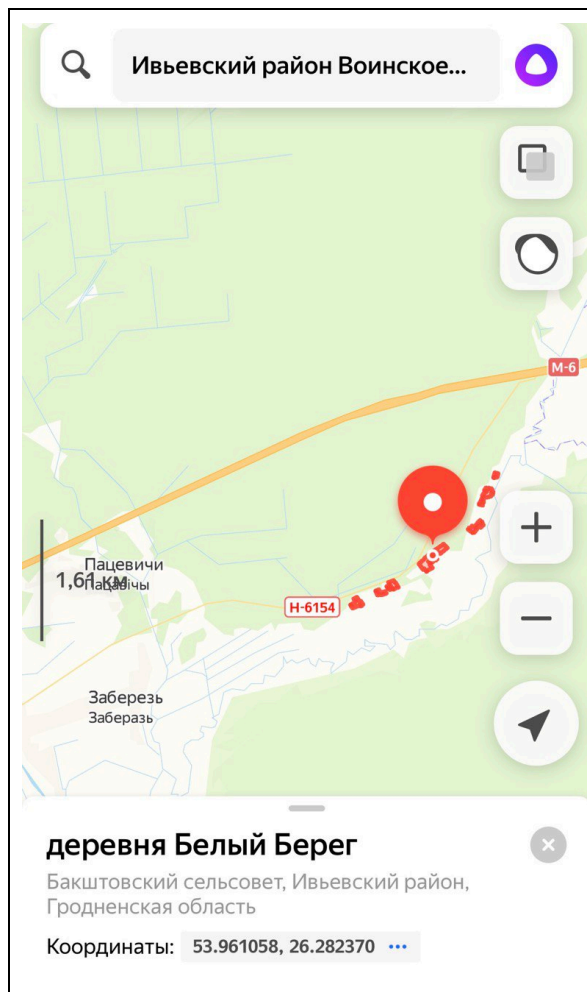 Ивьевский район Воинское...
М-6
Пацевичи
1,61 км
Пацавічы
Н-6154
Заберезь
Заберазь
деревня Белый Берег
Бакштовский сельсовет, Ивьевский район,
Гродненская область
Координаты: 53.961058, 26.282370 ...